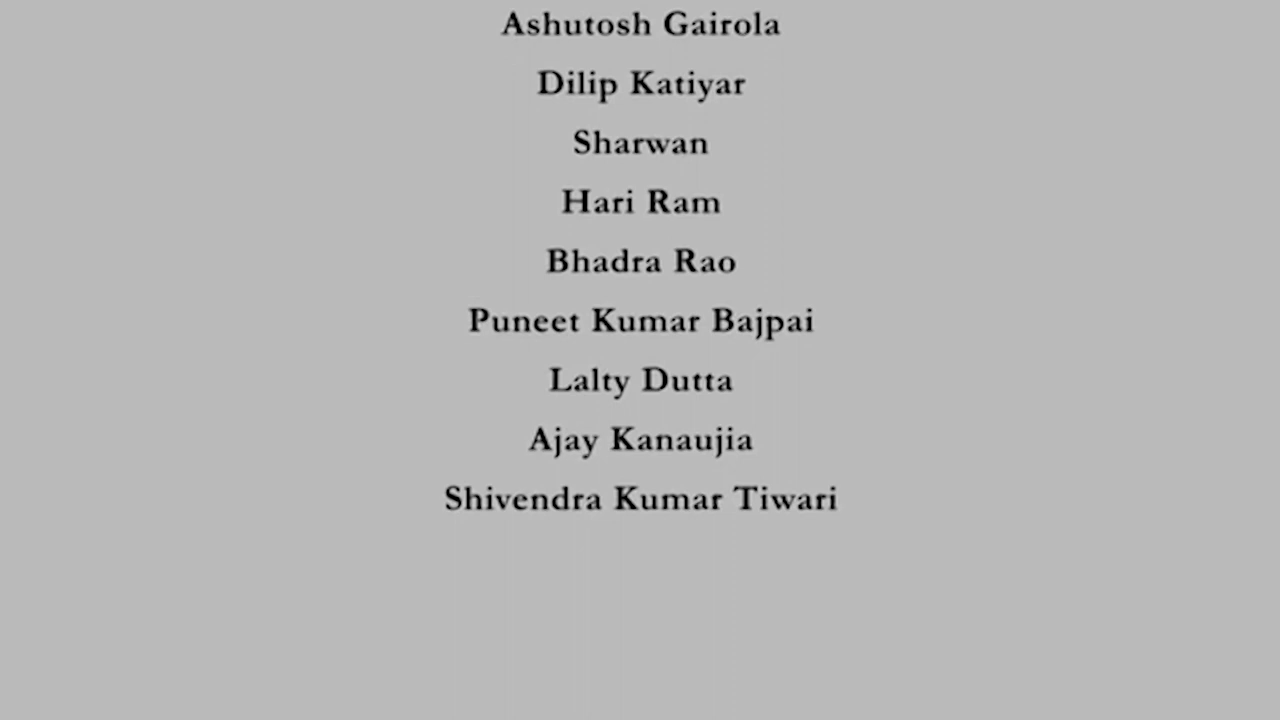 Ashutosh Gairola
Dilip Katiyar
Sharwan
Hari Ram
Bhadra Rao
Puneet Kumar Bajpai
Lalty Dutta
Ajay Kanaujia
Shivendra Kumar Tiwari